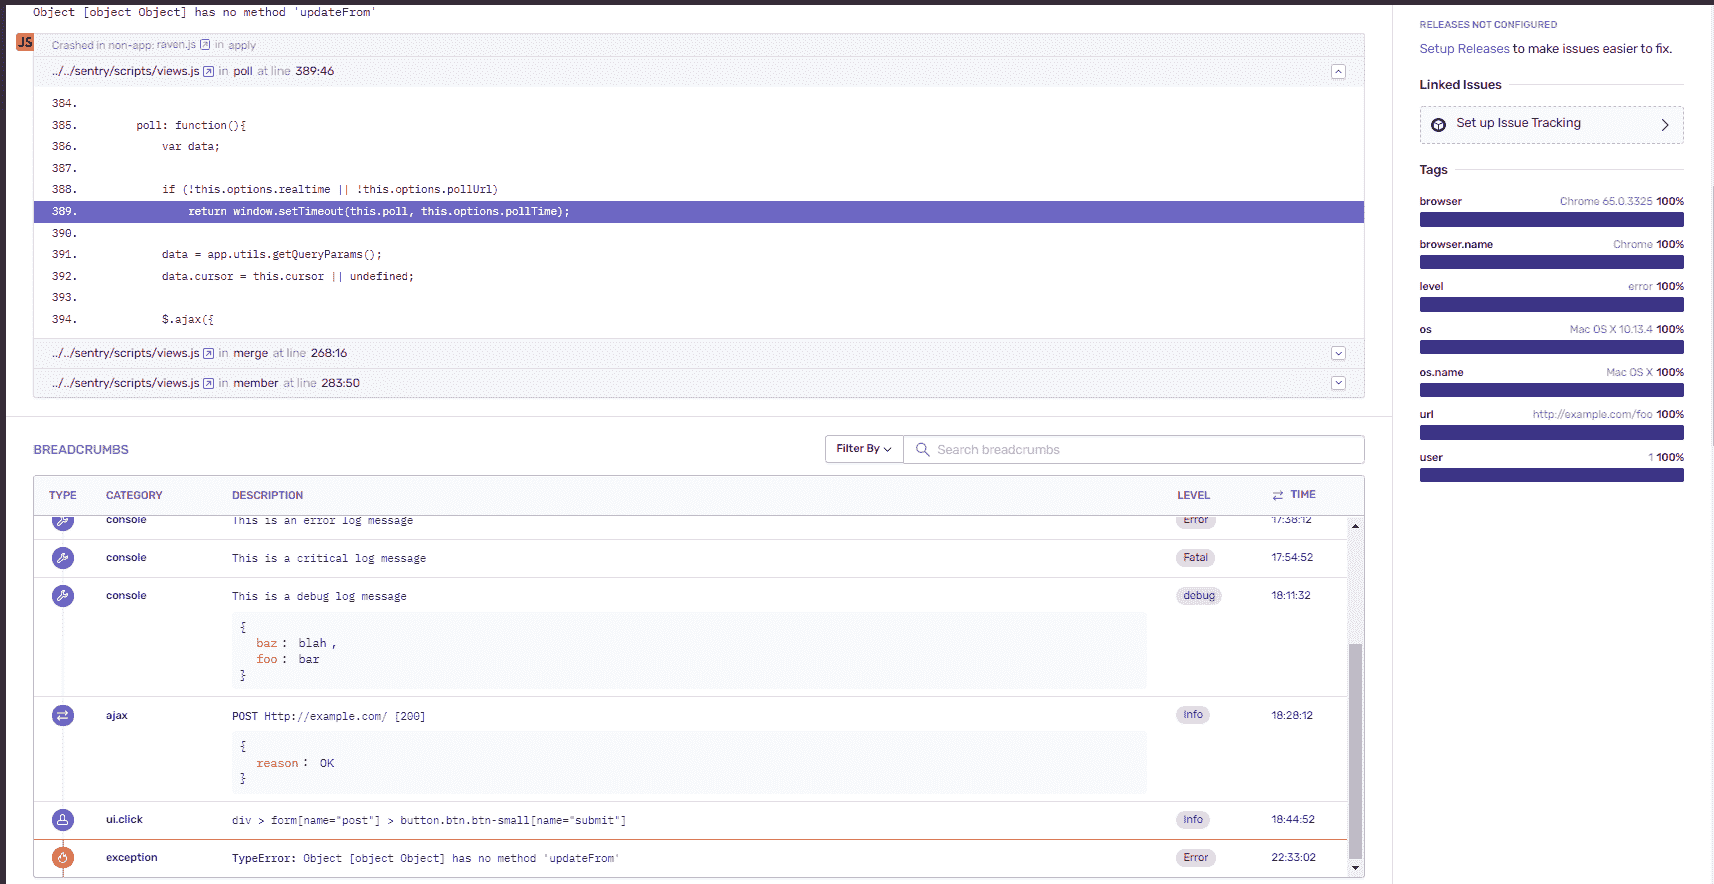 Object [object Object] has no method 'updateFrom'
JS
Crashed in non-app: raven.js in apply
../../sentry/scripts/views.js in poll at line 389:46
384.
385. poll: function(){
386. var data;
387.
388. if (!this.options.realtime || !this.options.pollUrl)
389. return window.setTimeout(this.poll, this.options.pollTime);
390.
391. data = app.utils.getQueryParams();
392. data.cursor = this.cursor || undefined;
393.
394. $.ajax({
../../sentry/scripts/views.js in merge at line 268:16
../../sentry/scripts/views.js in member at line 283:50
BREADCRUMBS
Filter By
Search breadcrumbs
TYPE CATEGORY DESCRIPTION LEVEL TIME
console This is an error log message Error 17:38:12
console This is a critical log message Fatal 17:54:52
console This is a debug log message debug 18:11:32
{
baz : blah ,
foo : bar
}
ajax POST Http://example.com/ [200] Info 18:28:12
{
reason : OK
}
ui.click div > form[name="post"] > button.btn.btn-small[name="submit"] Info 18:44:52
exception TypeError: Object [object Object] has no method 'updateFrom' Error 22:33:02
RELEASES NOT CONFIGURED
Setup Releases to make issues easier to fix.
Linked Issues
Set up Issue Tracking
Tags
browser Chrome 65.0.3325 100%
browser.name Chrome 100%
level error 100%
os Mac OS X 10.13.4 100%
os.name Mac OS X 100%
url http://example.com/foo 100%
user 1 100%